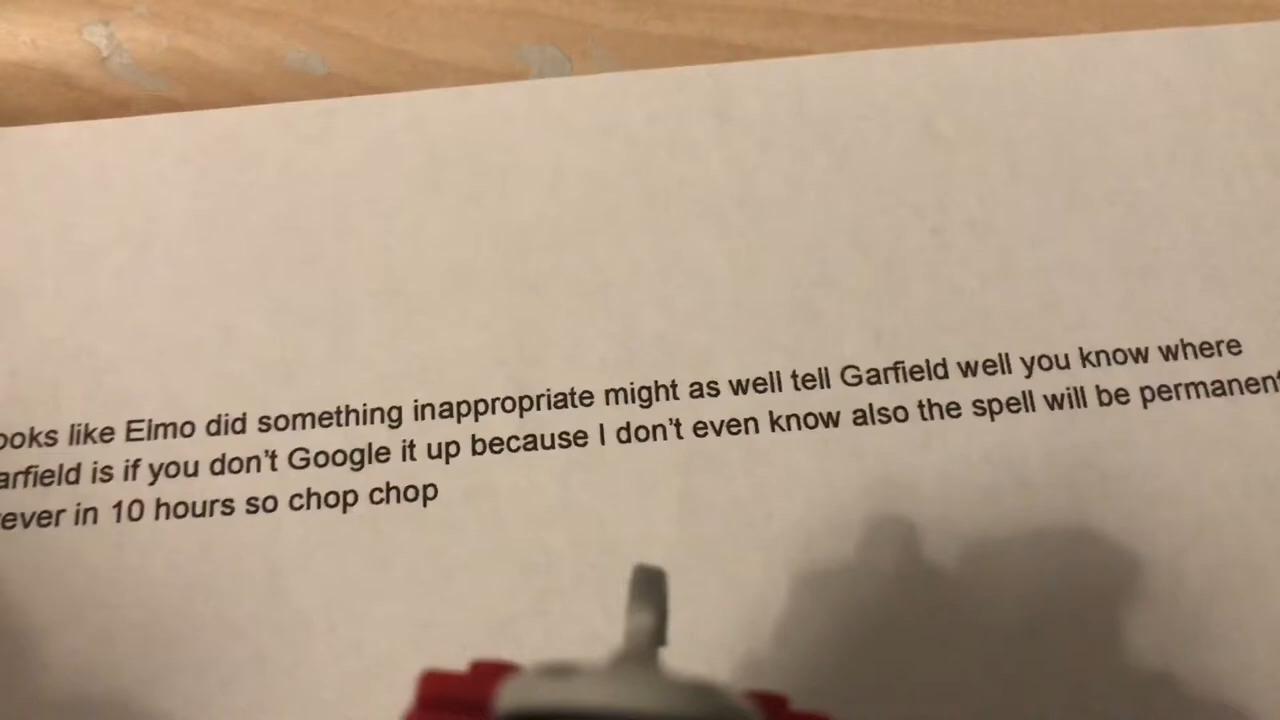 ooks like Elmo did something inappropriate might as well tell Garfield well you know where
arfield is if you don't Google it up because I don't even know also the spell will be permanent
ever in 10 hours so chop chop